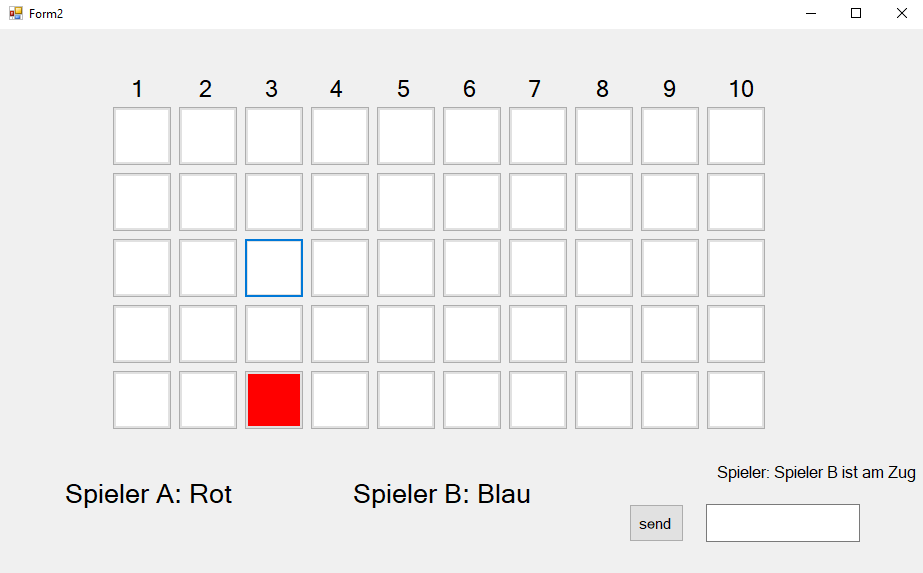 Form2
1 2 3 4 5 6 7 8 9 10
Spieler: Spieler B ist am Zug
Spieler A: Rot
Spieler B: Blau
send